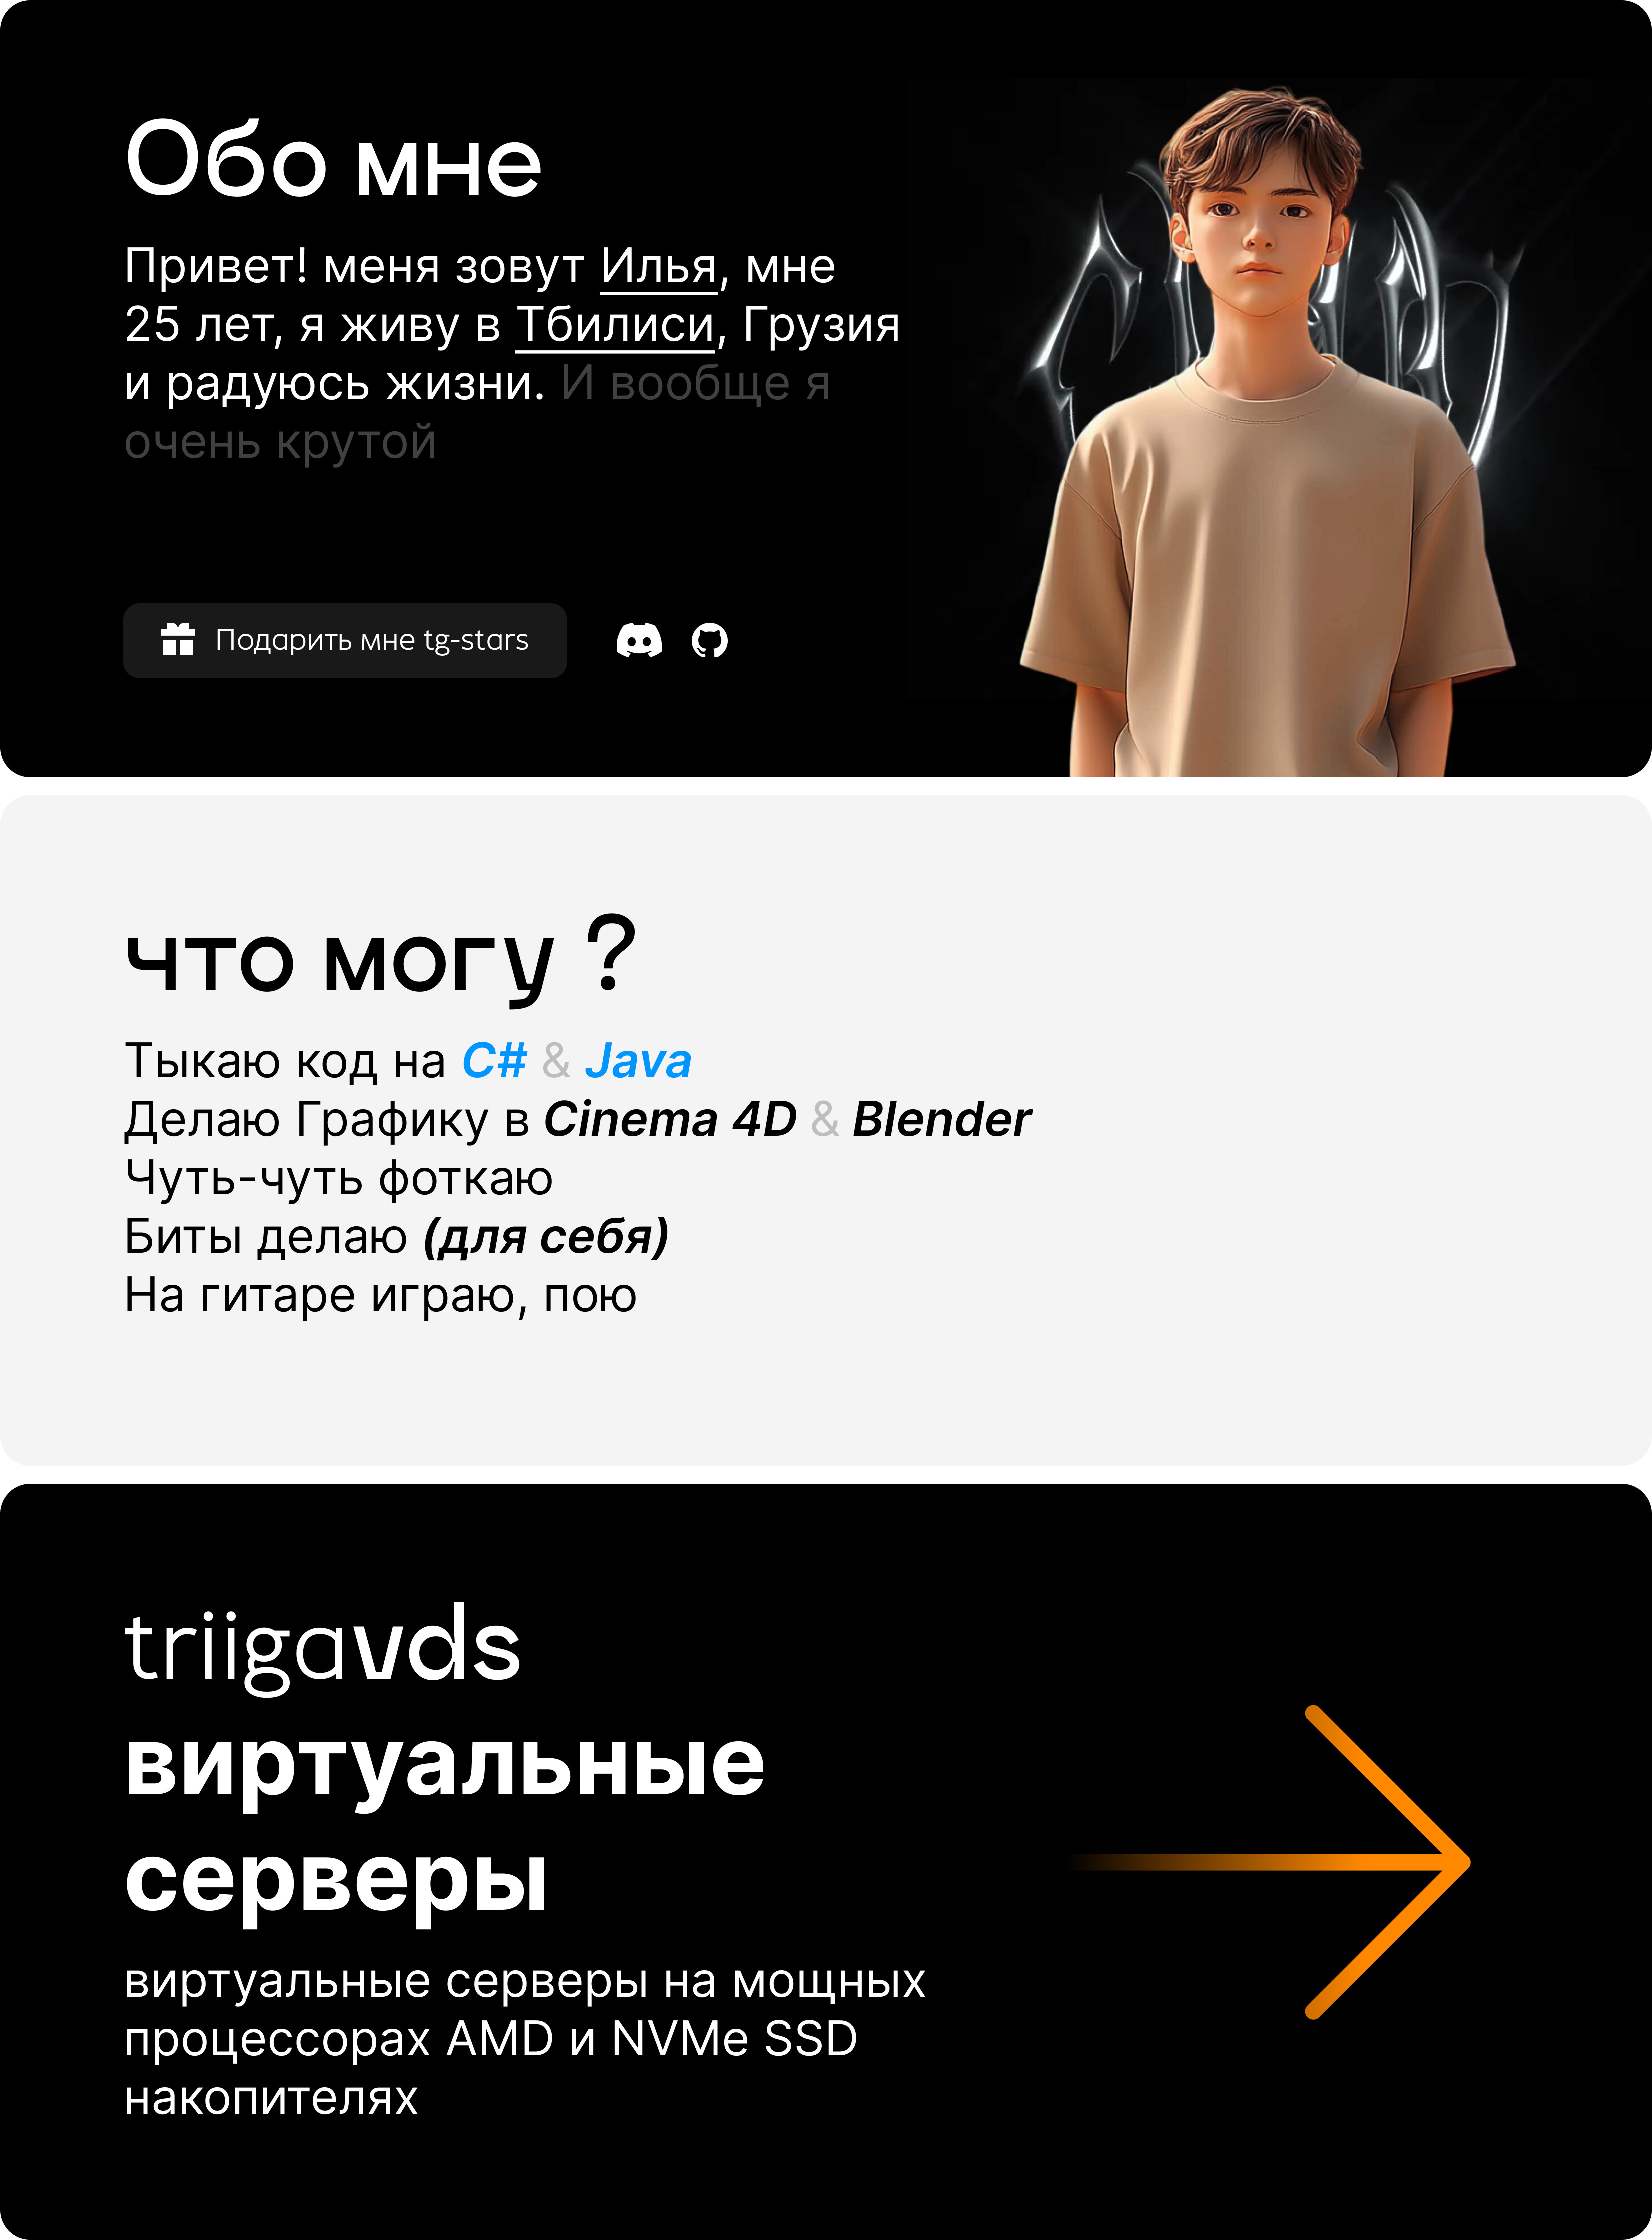 Обо мне
Привет! меня зовут Илья, мне
25 лет, я живу в Тбилиси, Грузия
и радуюсь жизни. И вообще я
очень крутой
Подарить мне tg-stars
что могу ?
Тыкаю код на C# & Java
Делаю Графику в Cinema 4D & Blender
Чуть-чуть фоткаю
Биты делаю (для себя)
На гитаре играю, пою
triigavds
виртуальные
серверы
виртуальные серверы на мощных
процессорах AMD и NVMe SSD
накопителях